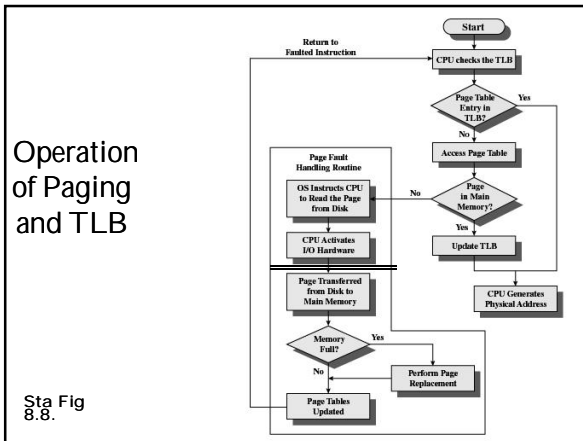 Operation
of Paging
and TLB
Sta Fig
8.8.
Start
Return to
Faulted Instruction
CPU checks the TLB
Page Table
Entry in
TLB?
Yes
No
Access Page Table
Page Fault
Handling Routine
OS Instructs CPU
to Read the Page
from Disk
No
Page
in Main
Memory?
Yes
CPU Activates
I/O Hardware
Update TLB
Page Transferred
from Disk to
Main Memory
CPU Generates
Physical Address
Memory
Full?
Yes
No
Perform Page
Replacement
Page Tables
Updated